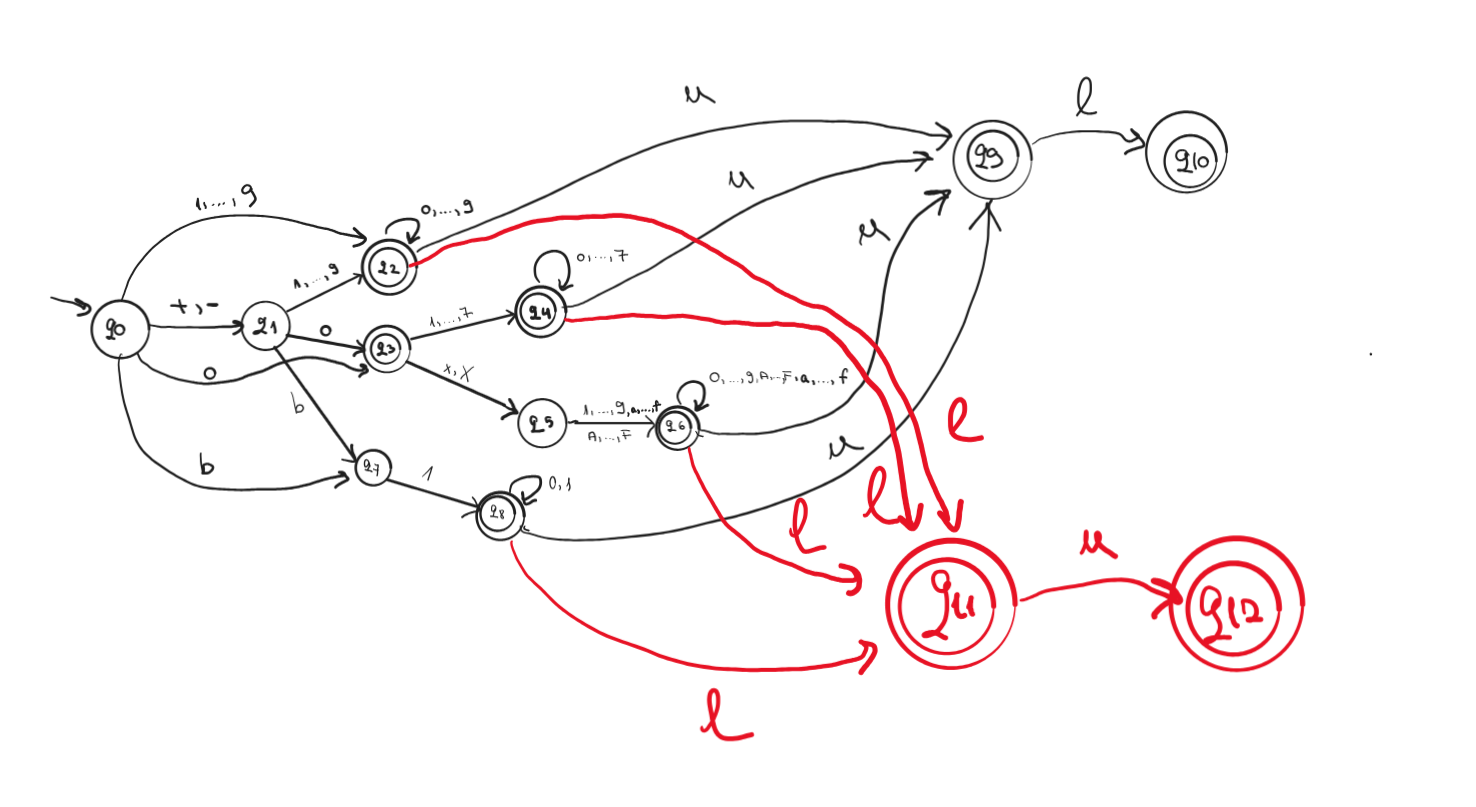 u
l
q9
q10
u
1,...,9
0,...,9
u
q2
1,...,9
0,...,7
+,-
q0
q1
0
1,...,7
q4
q3
0
x,X
0,...,9,A,..F,a,...,f
b
1,...,9,a,...,f
A,...,F
q5
q6
l
u
b
q7
1
0,1
q8
l
l
u
q11
q12
l